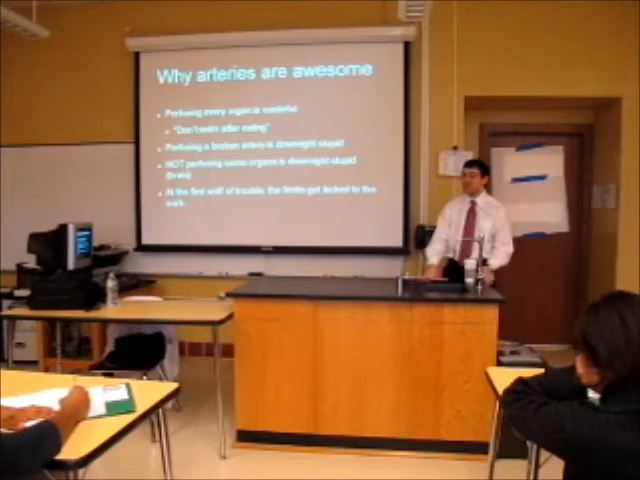 Why arteries are awesome
Perfusing every organ is wasteful
"Don't swim after eating"
Perfusing a broken artery is downright stupid
NOT perfusing some organs is downright stupid
(brain)
At the first whiff of trouble, the limbs get locked to the